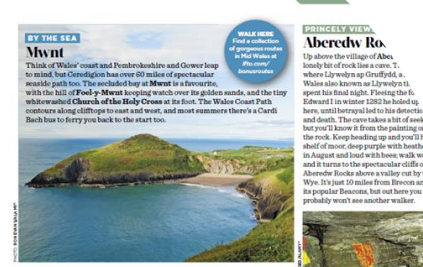 BY THE SEA
Mwnt
Think of Wales' coast and Pembrokeshire and Gower leap
to mind, but Ceredigion has over 60 miles of spectacular
seaside path too. The secluded bay at Mwnt is a favourite,
with the hill of Foel-y-Mwnt keeping watch over its golden sands, and the tiny
whitewashed Church of the Holy Cross at its foot. The Wales Coast Path
contours along clifftops to east and west, and most summers there's a Cardi
Bach bus to ferry you back to the start too.
WALK HERE
Find a collection
of gorgeous routes
in Mid Wales at
lfto.com/
bonusroutes
PRINCELY VIEW
Aberedw Ro
Up above the village of Abe
lonely bit of rock lies a cave.
where Llywelyn ap Gruffydd, a
Wales also known as Llywelyn
spent his final night. Fleeing the
Edward I in winter 1282 he holed up
here, until betrayal led to his detectio
and death. The cave takes a bit of seek
but you'll know it from the painting o
the rock. Keep heading up and you'll
shelf of moor, deep purple with heath
in August and loud with bees; walk
and it turns to the spectacular cliffs o
Aberedw Rocks above a valley cut by
Wye. It's just 10 miles from Brecon an
its popular Beacons, but out here you
probably won't see another walker.